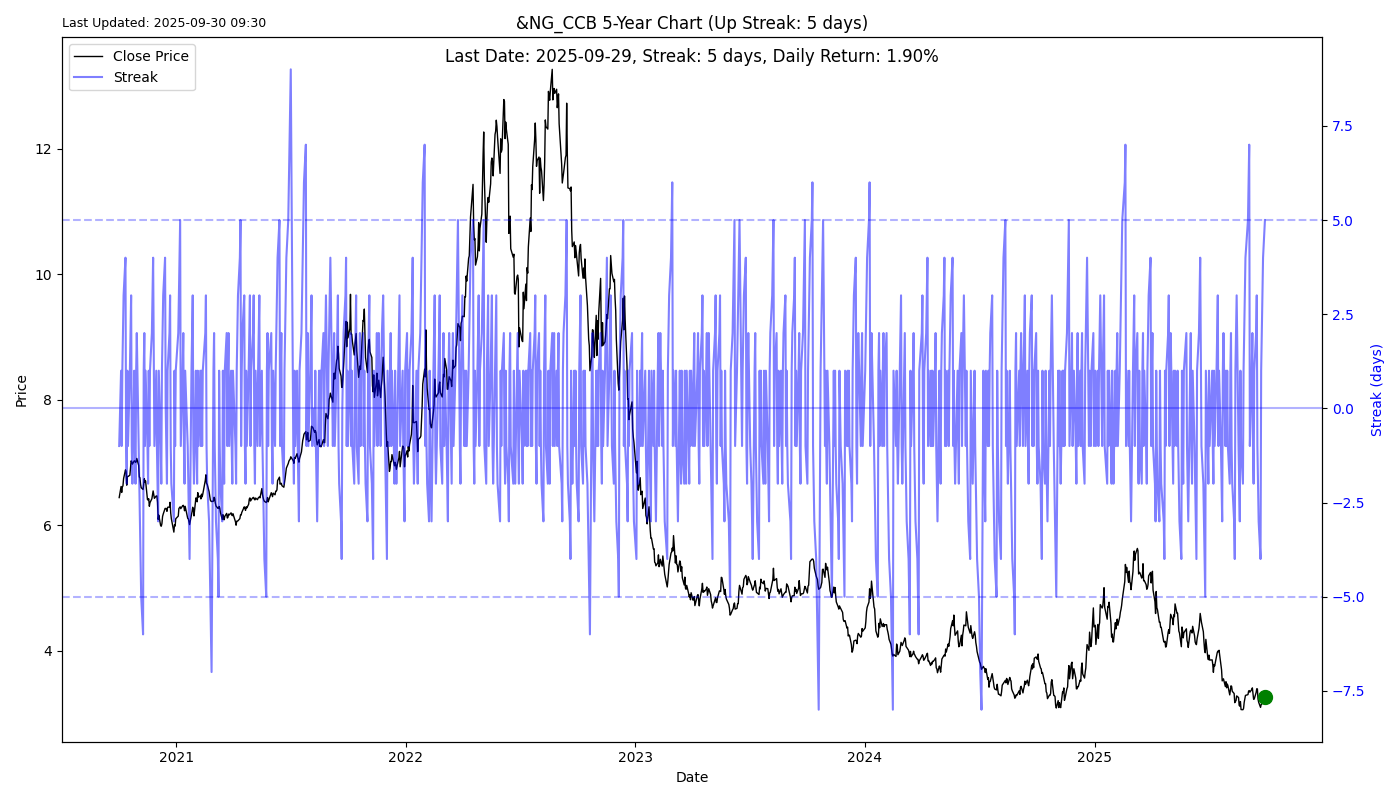 Last Updated: 2025-09-30 09:30
&NG_CCB 5-Year Chart (Up Streak: 5 days)
Last Date: 2025-09-29, Streak: 5 days, Daily Return: 1.90%
Close Price
Streak
Price
12
10
8
6
4
7.5
5.0
2.5
0.0
−2.5
−5.0
−7.5
Streak (days)
2021
2022
2023
2024
2025
Date